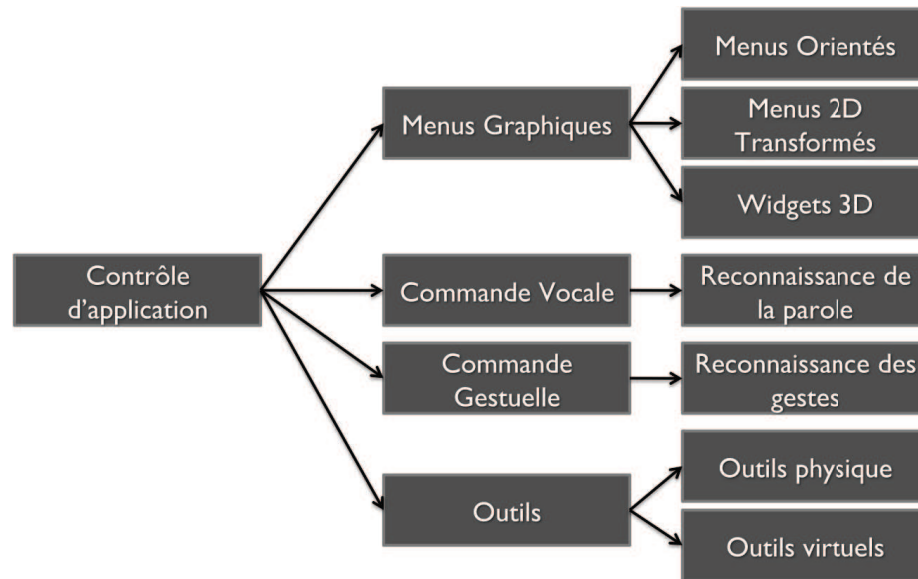 Contrôle
d'application
Menus Graphiques
Menus Orientés
Menus 2D
Transformés
Widgets 3D
Commande Vocale
Reconnaissance de
la parole
Commande
Gestuelle
Reconnaissance des
gestes
Outils
Outils physique
Outils virtuels